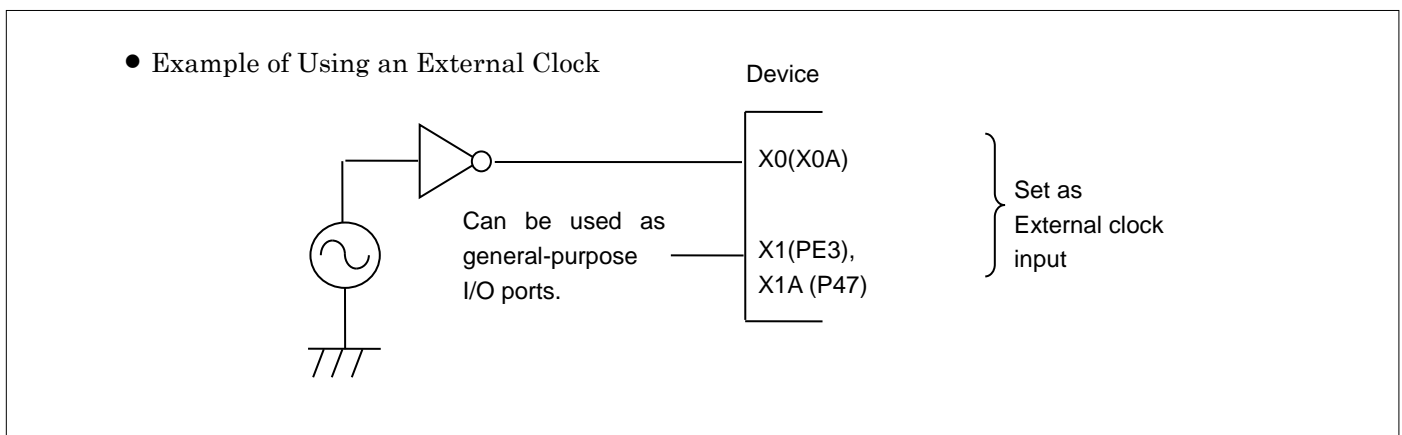 ● Example of Using an External Clock
Device
X0(X0A)
Can be used as
general-purpose
I/O ports.
X1(PE3),
X1A (P47)
Set as
External clock
input